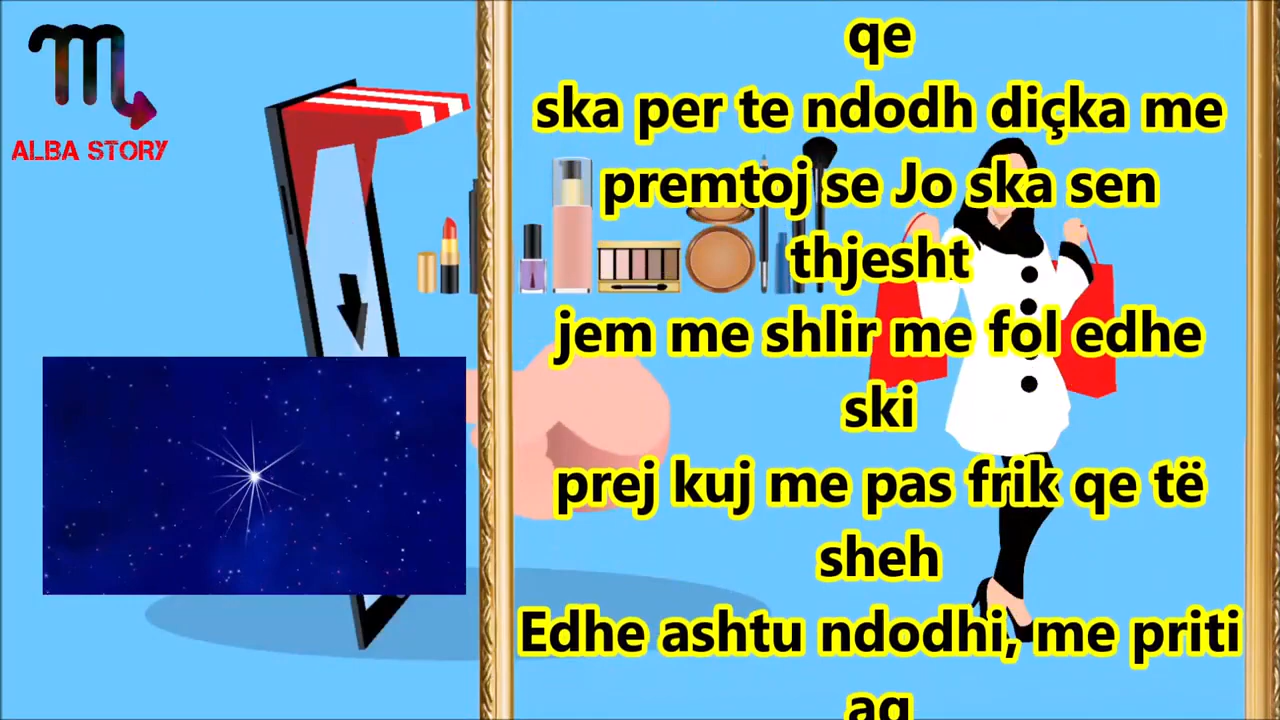 ALBA STORY
qe
ska per te ndodh diçka me
premtoj se Jo ska sen
thjesht
jem me shlir me fol edhe
ski
prej kuj me pas frik qe të
sheh
Edhe ashtu ndodhi, me priti